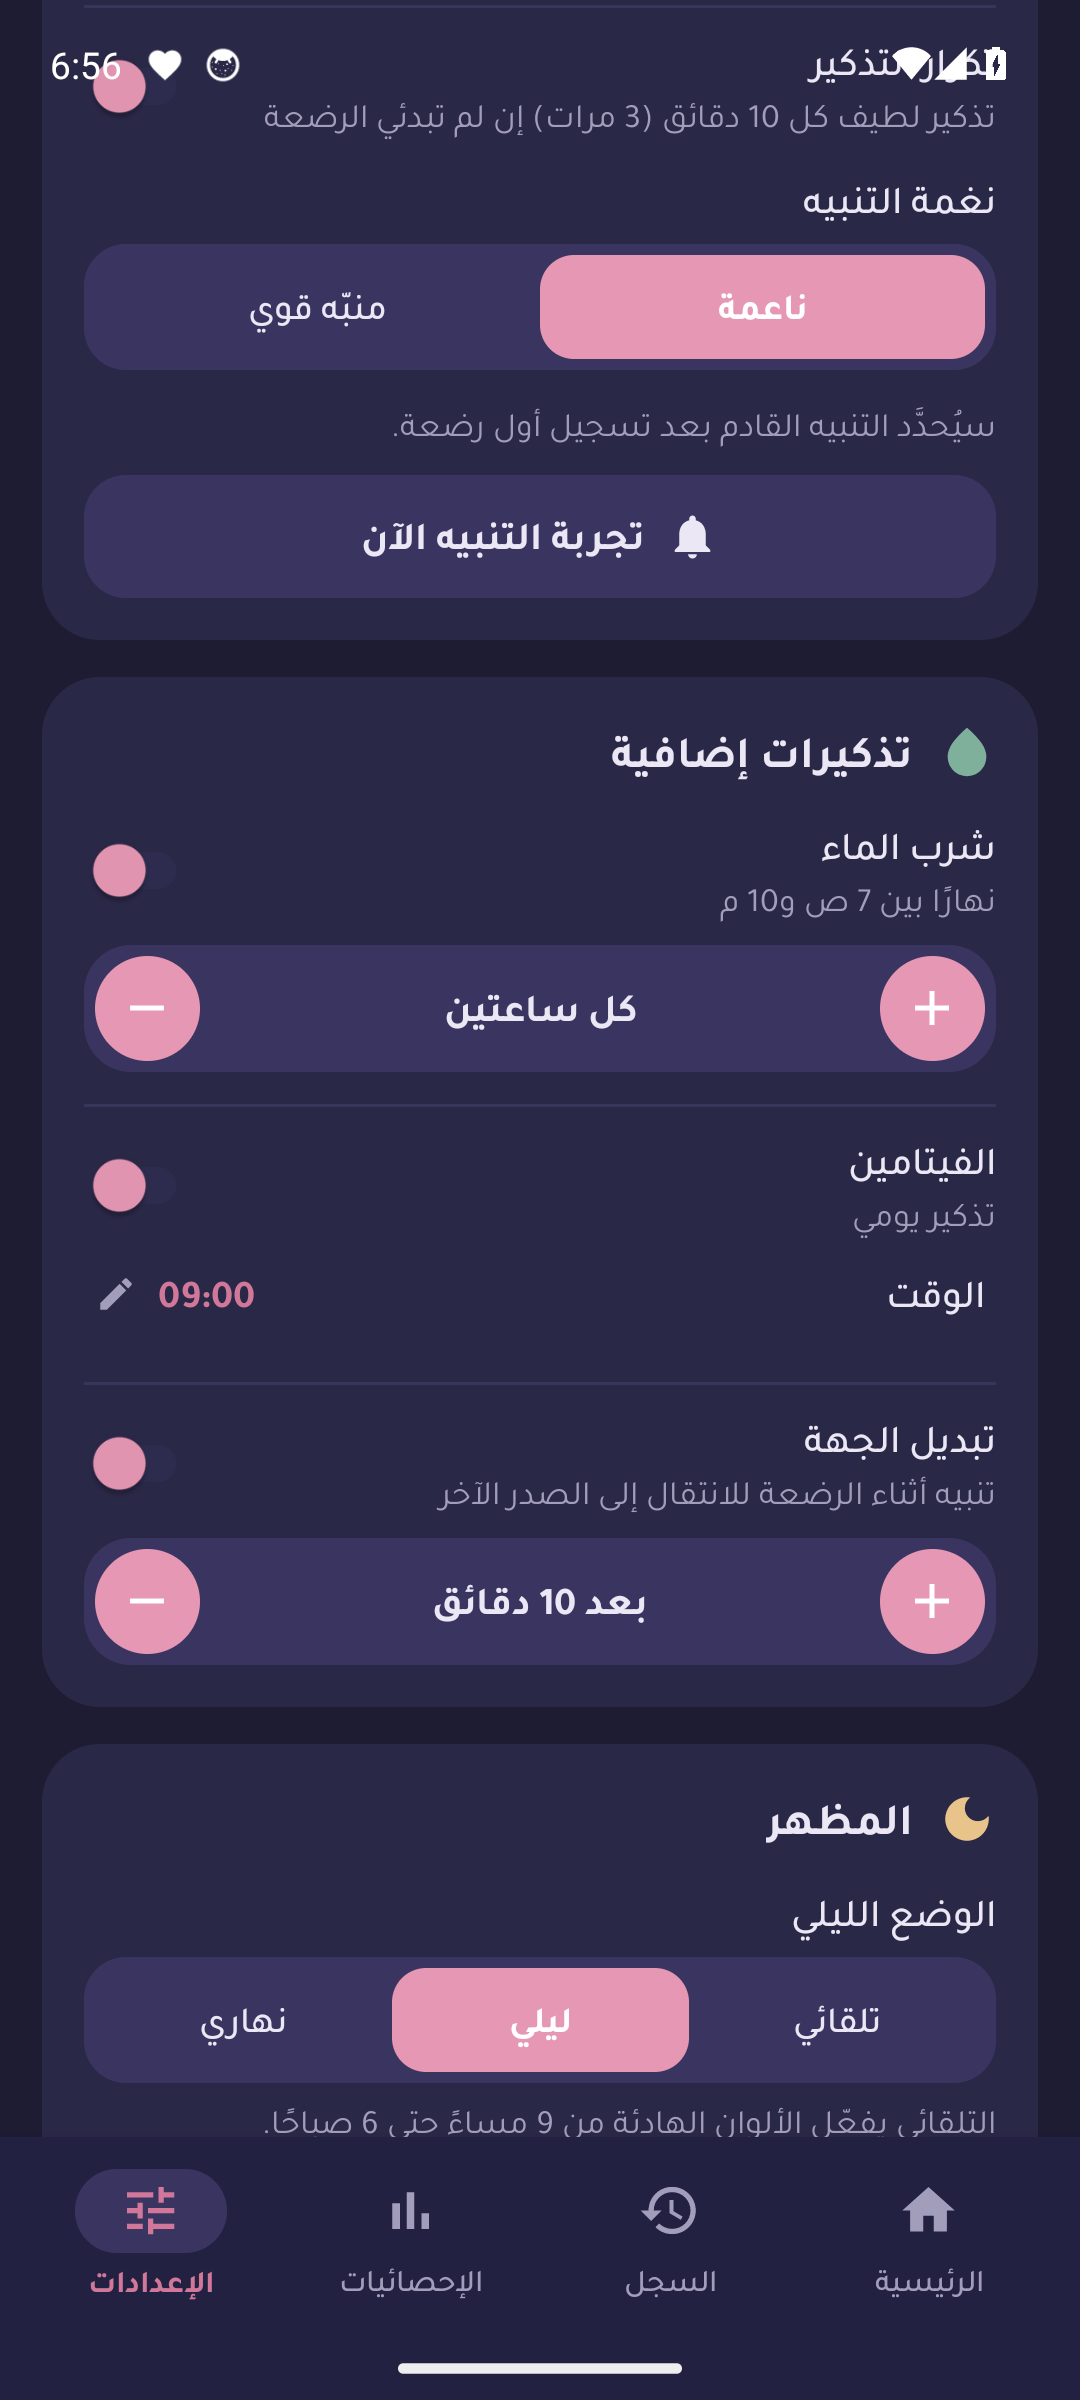 6:56
تكرار التذكير
تذكير لطيف كل 10 دقائق (3 مرات) إن لم تبدئي الرضعة
نغمة التنبيه
ناعمة
منبّه قوي
سيُحدَّد التنبيه القادم بعد تسجيل أول رضعة.
تجربة التنبيه الآن
تذكيرات إضافية
شرب الماء
نهارًا بين 7 ص و10 م
كل ساعتين
الفيتامين
تذكير يومي
الوقت
09:00
تبديل الجهة
تنبيه أثناء الرضعة للانتقال إلى الصدر الآخر
بعد 10 دقائق
المظهر
الوضع الليلي
تلقائي
ليلي
نهاري
التلقائي يفعّل الألوان الهادئة من 9 مساءً حتى 6 صباحًا.
الرئيسية
السجل
الإحصائيات
الإعدادات